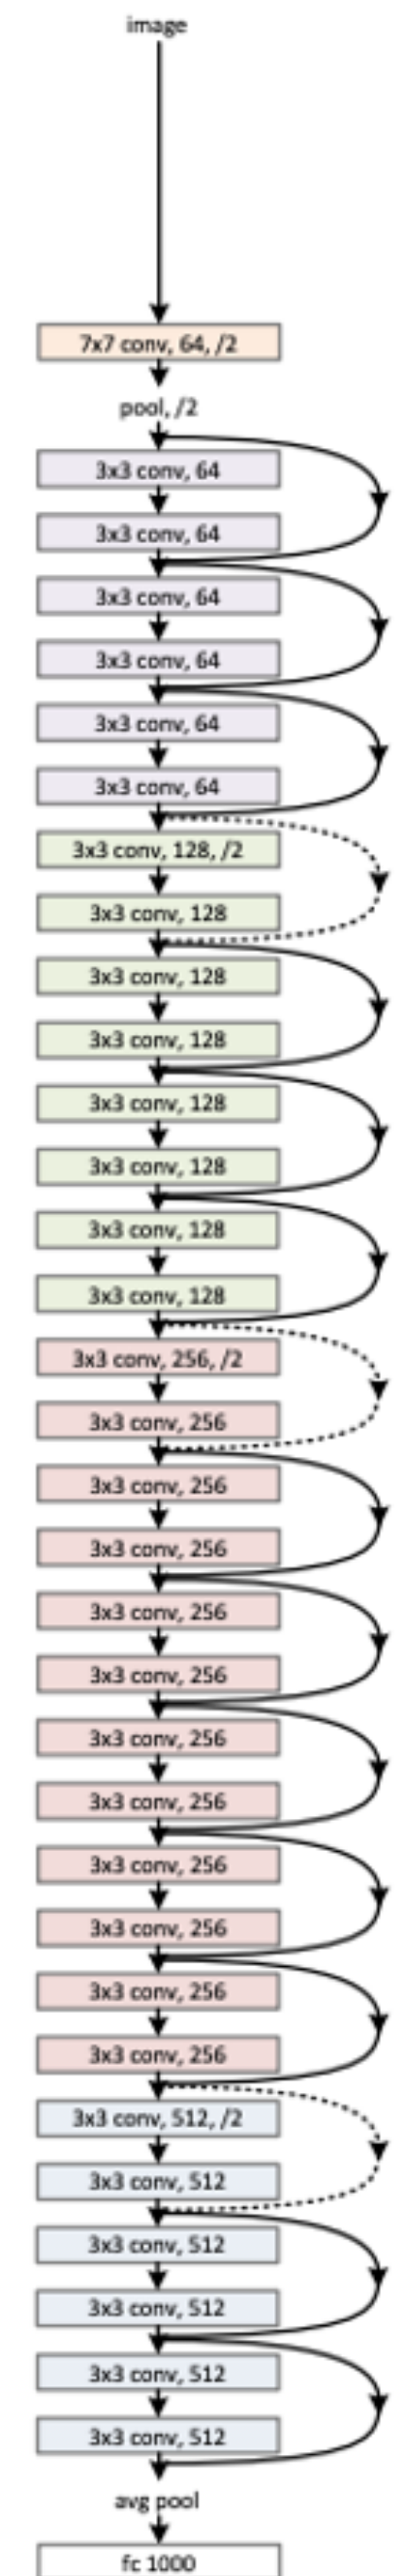 image
7x7 conv, 64, /2
pool, /2
3x3 conv, 64
3x3 conv, 64
3x3 conv, 64
3x3 conv, 64
3x3 conv, 64
3x3 conv, 64
3x3 conv, 128, /2
3x3 conv, 128
3x3 conv, 128
3x3 conv, 128
3x3 conv, 128
3x3 conv, 128
3x3 conv, 128
3x3 conv, 128
3x3 conv, 256, /2
3x3 conv, 256
3x3 conv, 256
3x3 conv, 256
3x3 conv, 256
3x3 conv, 256
3x3 conv, 256
3x3 conv, 256
3x3 conv, 256
3x3 conv, 256
3x3 conv, 256
3x3 conv, 256
3x3 conv, 512, /2
3x3 conv, 512
3x3 conv, 512
3x3 conv, 512
3x3 conv, 512
3x3 conv, 512
avg pool
fc 1000